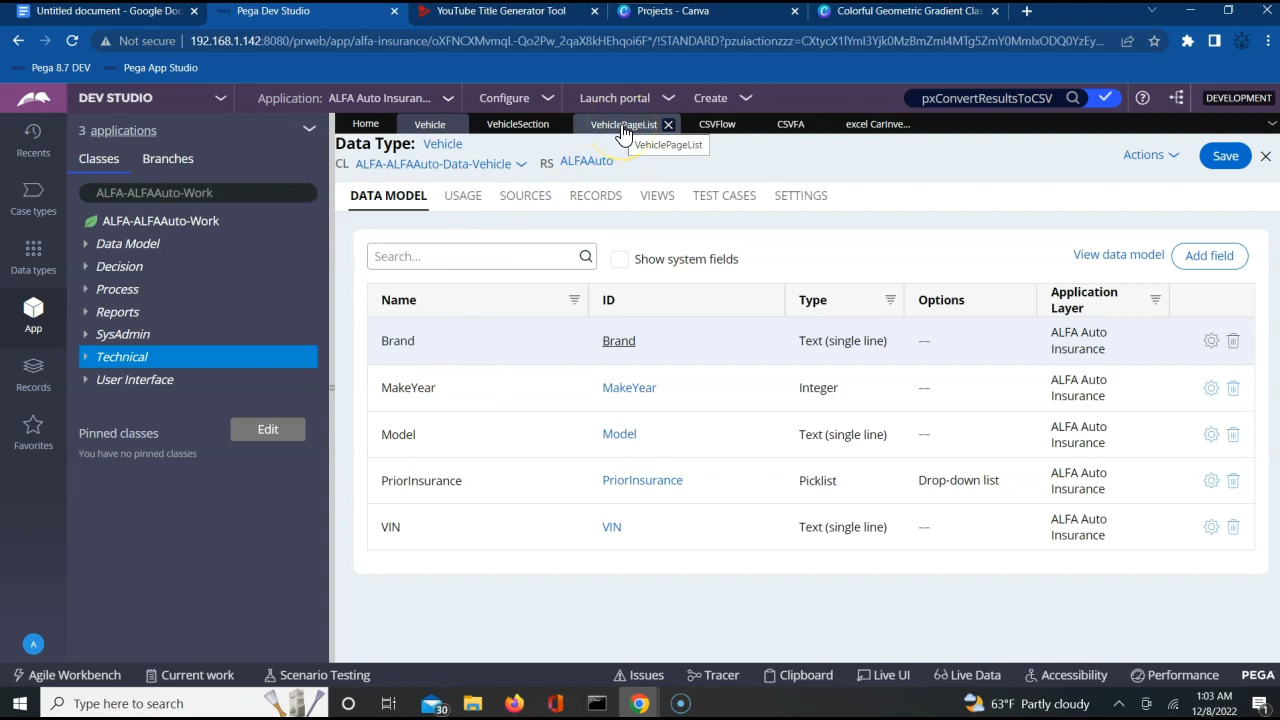 Untitled document - Google Doc
Pega Dev Studio
YouTube Title Generator Tool
Projects - Canva
Colorful Geometric Gradient Clas
Not secure
192.168.1.142:8080/prweb/app/alfa-insurance/oXFNCXMvmqL-Qo2Pw_2qaX8kHEhqoi6F*/!STANDARD?pzuiactionzzz=CXtycX1lYmI3Yjk0MzBmZmI4MTg5ZmY0MmIxODQ0YzEy...
Pega 8.7 DEV
Pega App Studio
DEV STUDIO
Application: ALFA Auto Insuran...
Configure
Launch portal
Create
pxConvertResultsToCSV
DEVELOPMENT
Home
Vehicle
VehicleSection
VehiclePageList
CSVFlow
CSVFA
excel CarInve...
VehiclePageList
Recents
Case types
Data types
App
Records
Favorites
A
3 applications
Classes
Branches
ALFA-ALFAAuto-Work
ALFA-ALFAAuto-Work
Data Model
Decision
Process
Reports
SysAdmin
Technical
User Interface
Pinned classes
Edit
You have no pinned classes
Data Type: Vehicle
CL ALFA-ALFAAuto-Data-Vehicle RS ALFAAuto
Actions
Save
DATA MODEL USAGE SOURCES RECORDS VIEWS TEST CASES SETTINGS
Search...
Show system fields
View data model
Add field
Name ID Type Options Application Layer
Brand Brand Text (single line) -- ALFA Auto Insurance
MakeYear MakeYear Integer -- ALFA Auto Insurance
Model Model Text (single line) -- ALFA Auto Insurance
PriorInsurance PriorInsurance Picklist Drop-down list ALFA Auto Insurance
VIN VIN Text (single line) -- ALFA Auto Insurance
Agile Workbench
Current work
Scenario Testing
Issues
Tracer
Clipboard
Live UI
Live Data
Accessibility
Performance
PEGA
Type here to search
30
63°F Partly cloudy
1:03 AM
12/8/2022
1